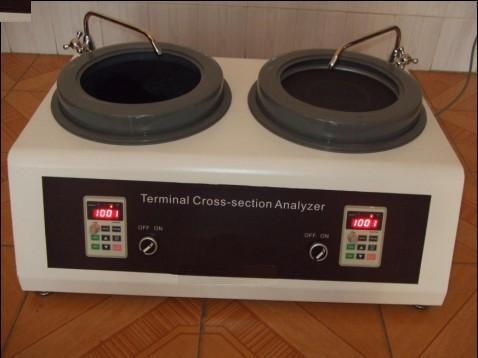 Terminal Cross-section Analyzer
1001
OFF ON
OFF ON
1001